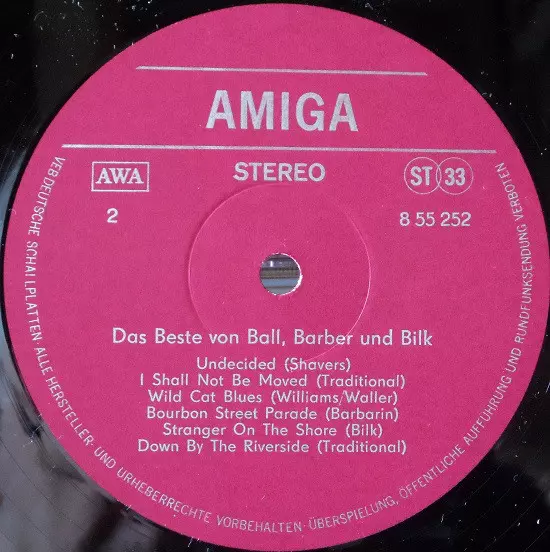 AMIGA
AWA
STEREO
ST 33
2
8 55 252
Das Beste von Ball, Barber und Bilk
Undecided (Shavers)
I Shall Not Be Moved (Traditional)
Wild Cat Blues (Williams/Waller)
Bourbon Street Parade (Barbarin)
Stranger On The Shore (Bilk)
Down By The Riverside (Traditional)
VEB DEUTSCHE SCHALLPLATTEN · ALLE HERSTELLER- UND URHEBERRECHTE VORBEHALTEN · ÜBERSPIELUNG, ÖFFENTLICHE AUFFÜHRUNG UND RUNDFUNKSENDUNG VERBOTEN